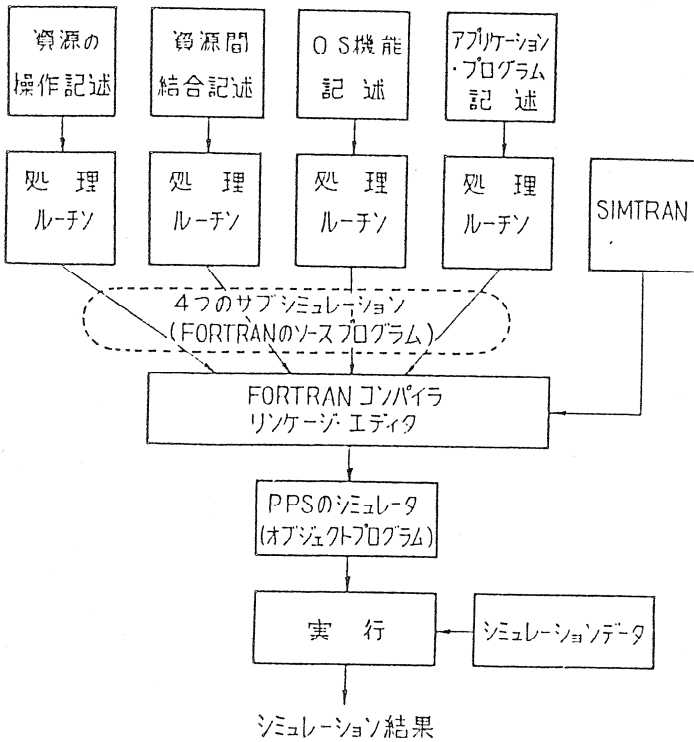 資源の
操作記述
資源間
結合記述
OS機能
記述
アプリケーション
・プログラム
記述
処理
ルーチン
処理
ルーチン
処理
ルーチン
処理
ルーチン
SIMTRAN
4つのサブシミュレーション
(FORTRANのソースプログラム)
FORTRANコンパイラ
リンケージ・エディタ
PPSのシミュレータ
(オブジェクトプログラム)
実行
シミュレーションデータ
シミュレーション結果